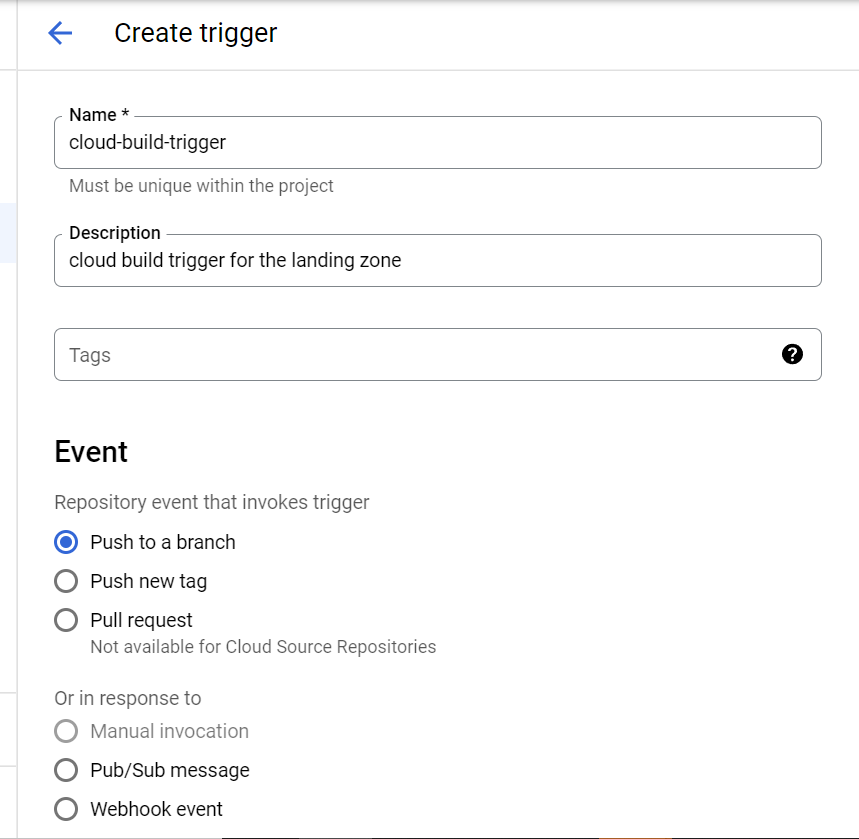 Create trigger
Name *
cloud-build-trigger
Must be unique within the project
Description
cloud build trigger for the landing zone
Tags
Event
Repository event that invokes trigger
Push to a branch
Push new tag
Pull request
Not available for Cloud Source Repositories
Or in response to
Manual invocation
Pub/Sub message
Webhook event